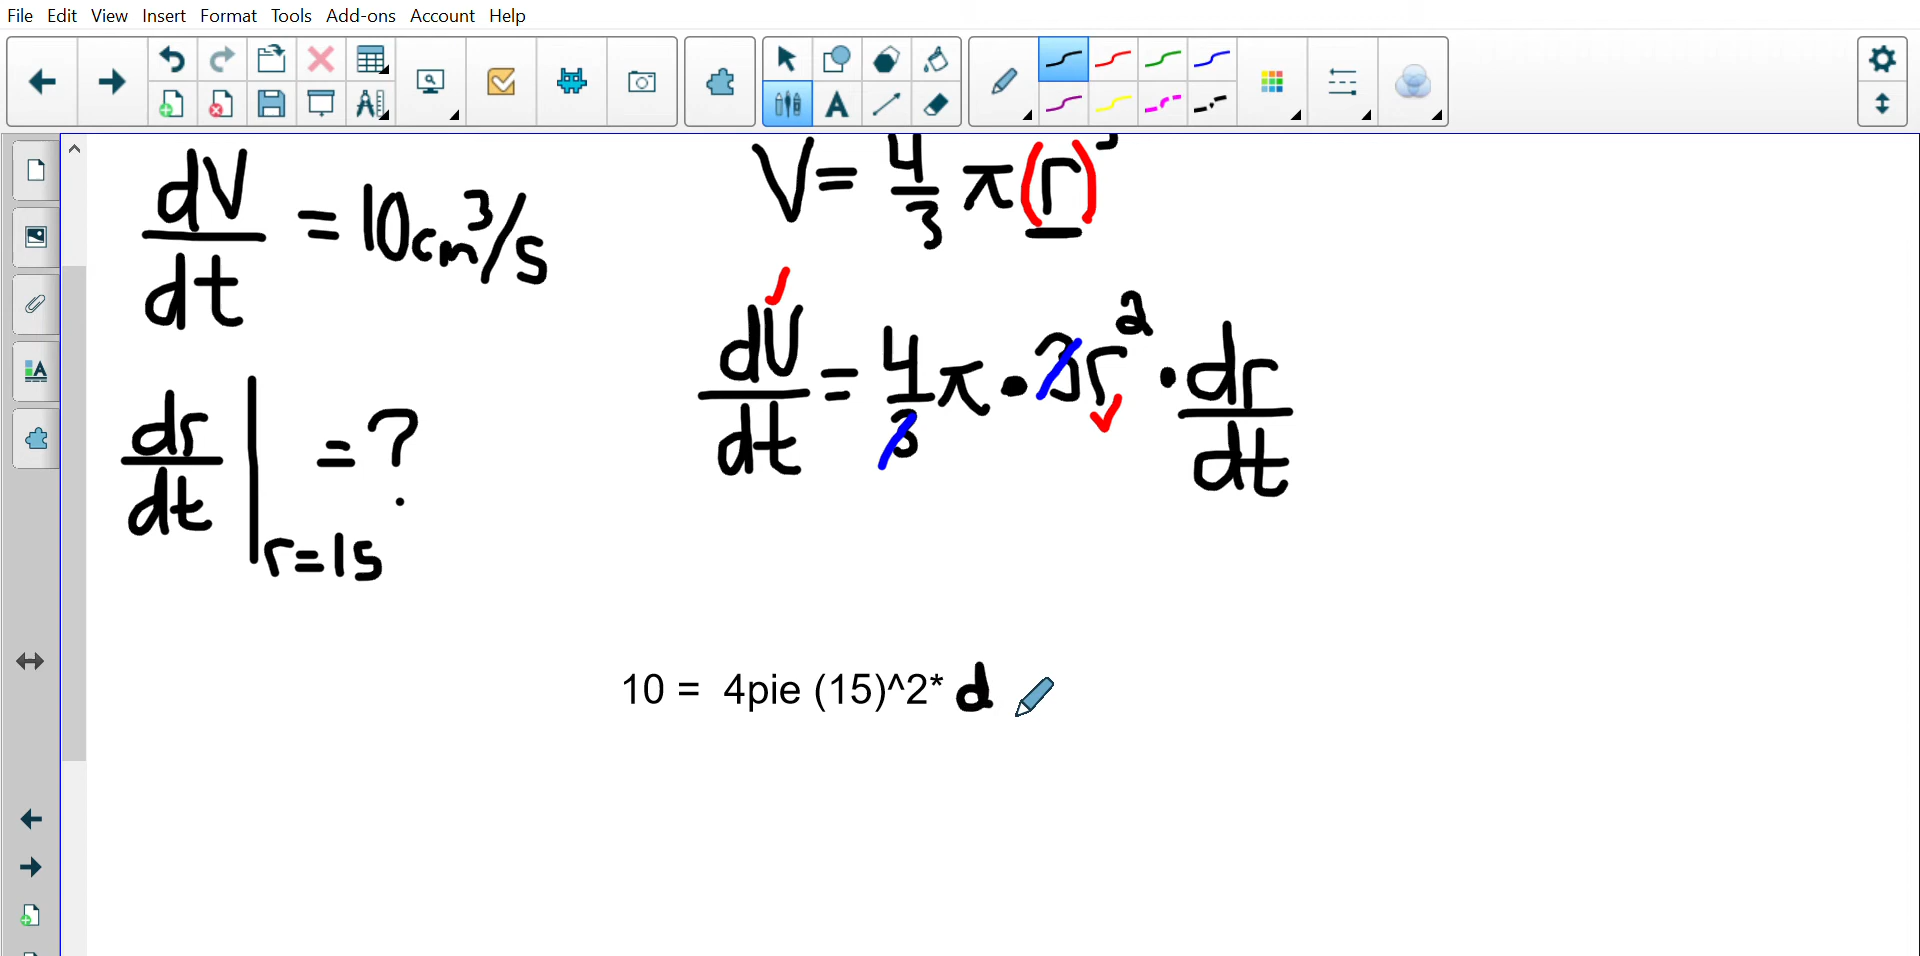 File Edit View Insert Format Tools Add-ons Account Help
dV/dt = 10cm³/s
dr/dt | r=15 = ?
V = 4/3 π(r)³
dV/dt = 4/3 π • 3r² • dr/dt
10 = 4pie (15)^2* d